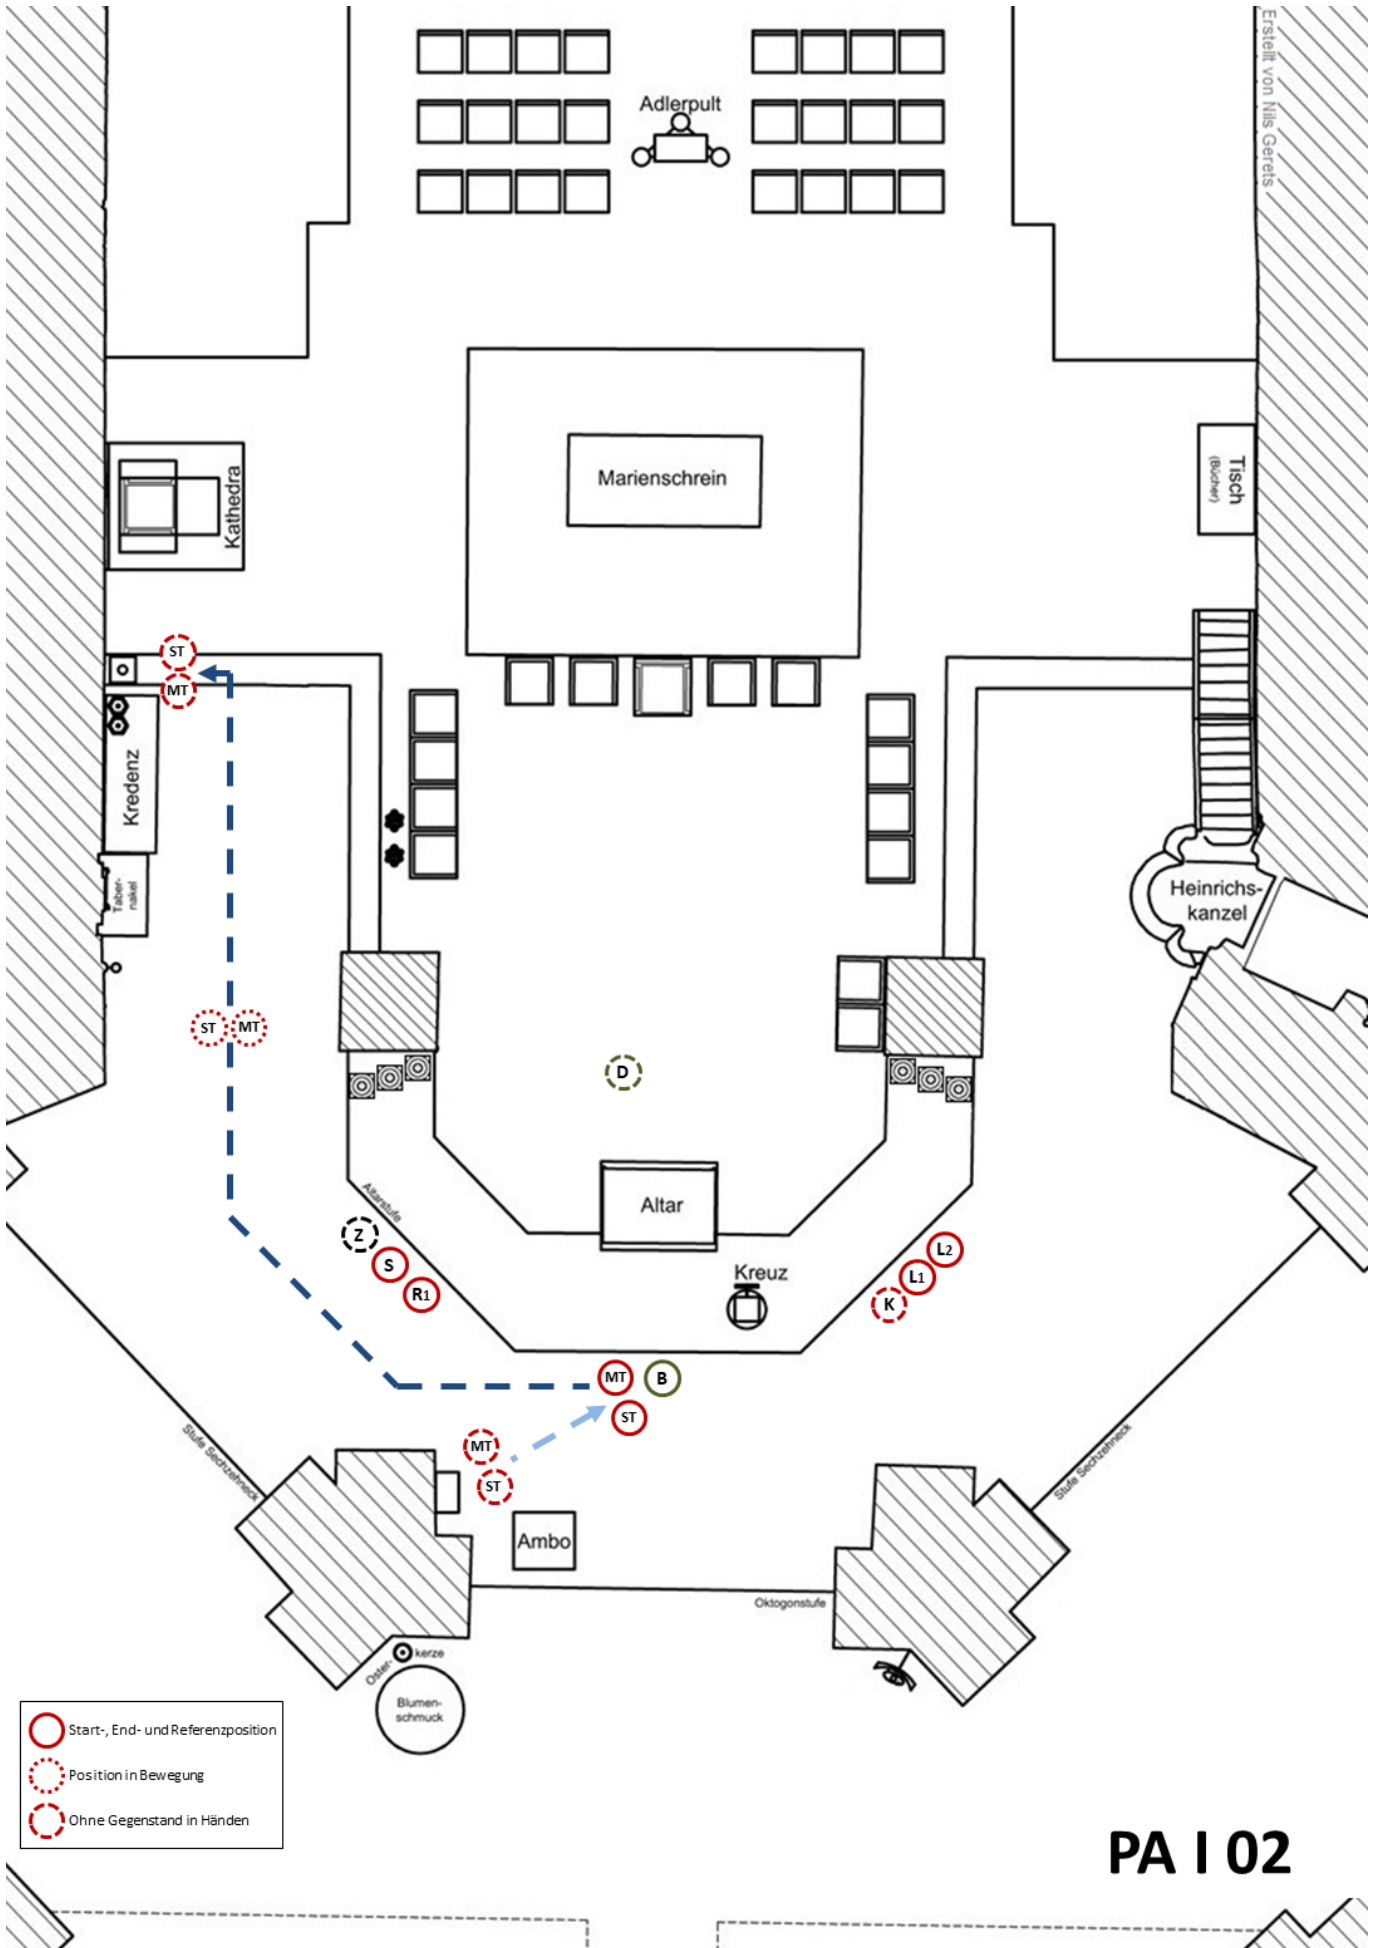 Erstellt von Nils Gerets
Adlerpult
Marienschrein
Kathedra
Tisch
(Bücher)
ST
MT
Kredenz
Taber-
nakel
Heinrichs-
kanzel
ST
MT
D
Altar
Altarstufe
Z
S
R1
Kreuz
L2
L1
K
MT
B
ST
MT
ST
Ambo
Stufe Sechzehneck
Stufe Sechzehneck
Oktogonstufe
Oster-
kerze
Blumen-
schmuck
Start-, End- und Referenzposition
Position in Bewegung
Ohne Gegenstand in Händen
PA I 02